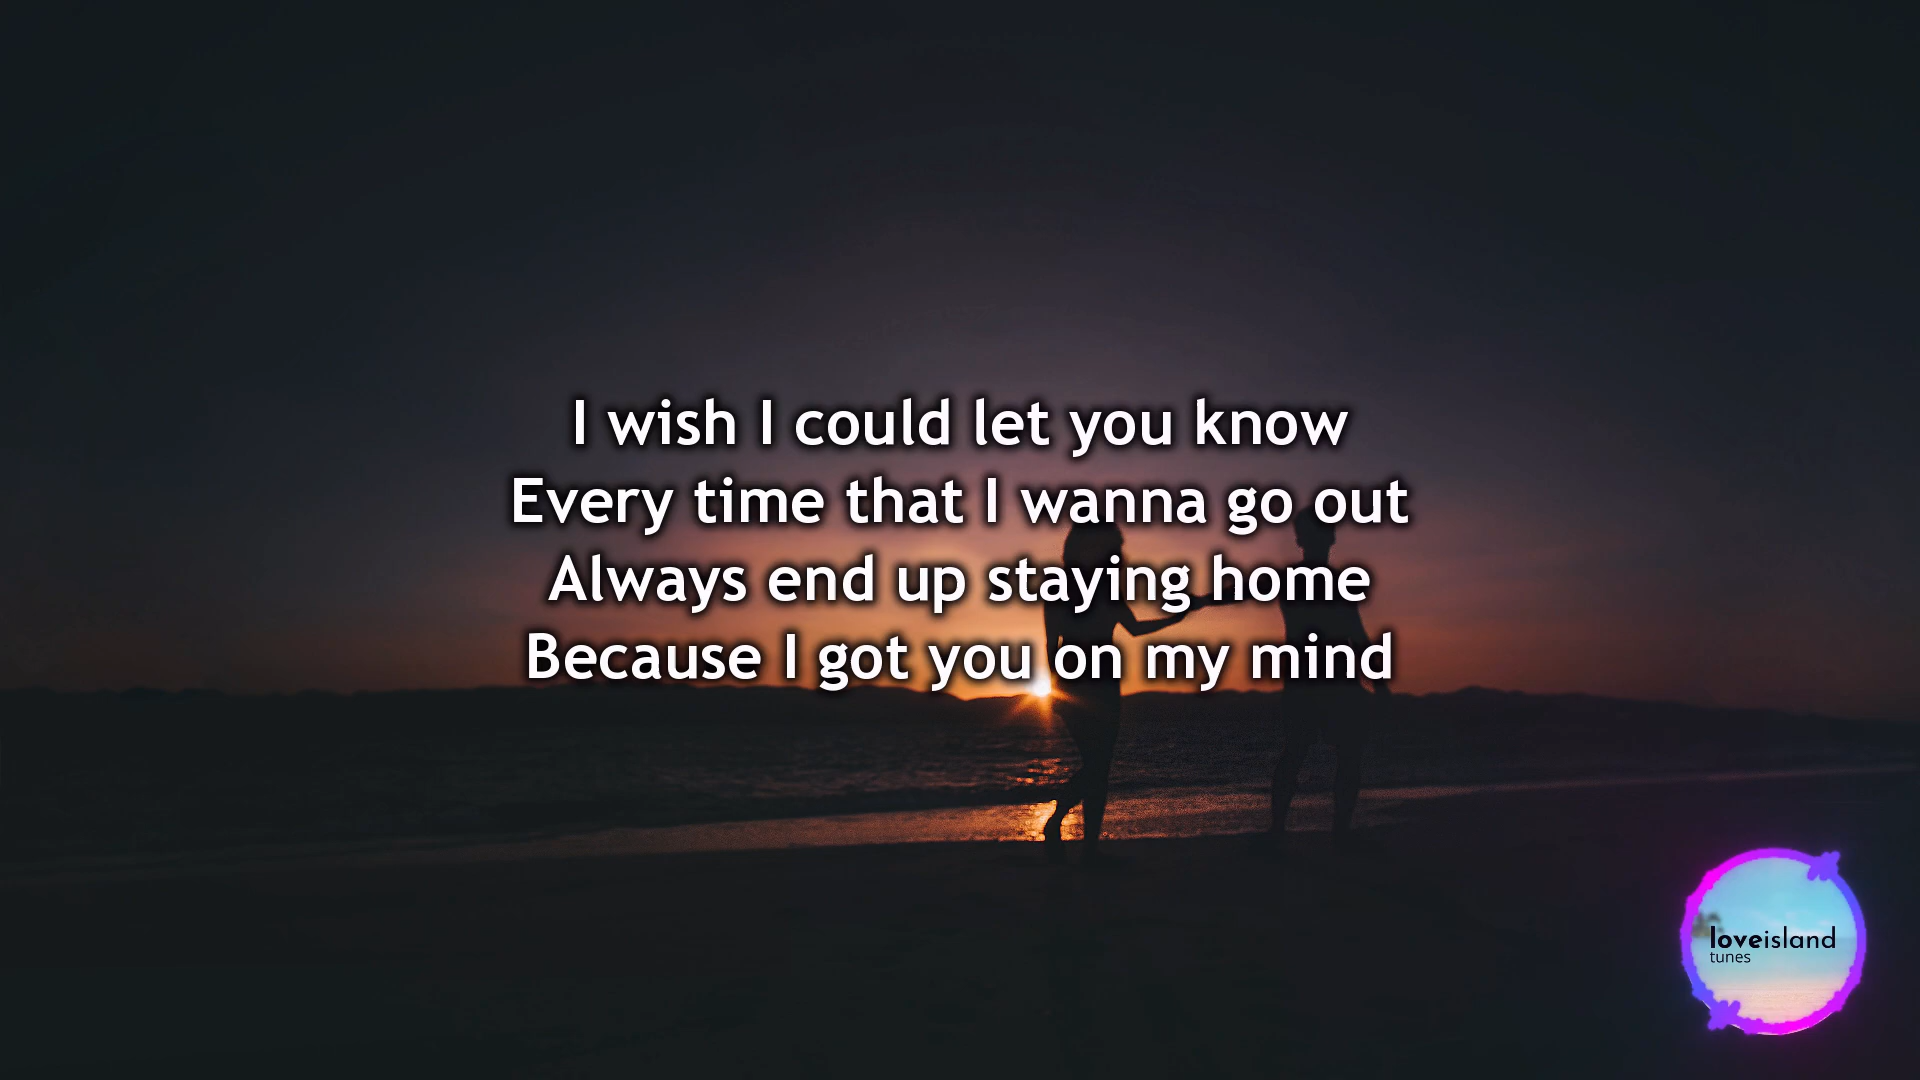 I wish I could let you know
Every time that I wanna go out
Always end up staying home
Because I got you on my mind
loveisland
tunes